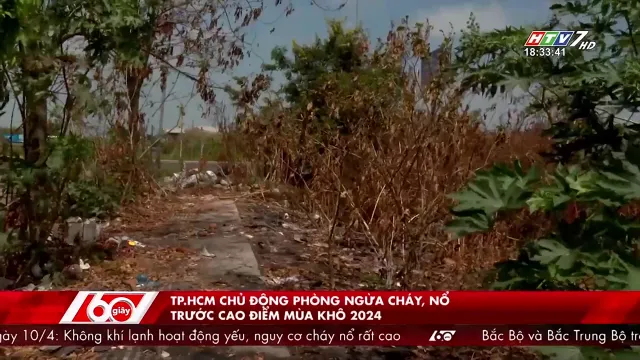 HTV7 HD
18:33:41
TP.HCM CHỦ ĐỘNG PHÒNG NGỪA CHÁY, NỔ
TRƯỚC CAO ĐIỂM MÙA KHÔ 2024
60 giây
gày 10/4: Không khí lạnh hoạt động yếu, nguy cơ cháy nổ rất cao 60 giây Bắc Bộ và Bắc Trung Bộ n